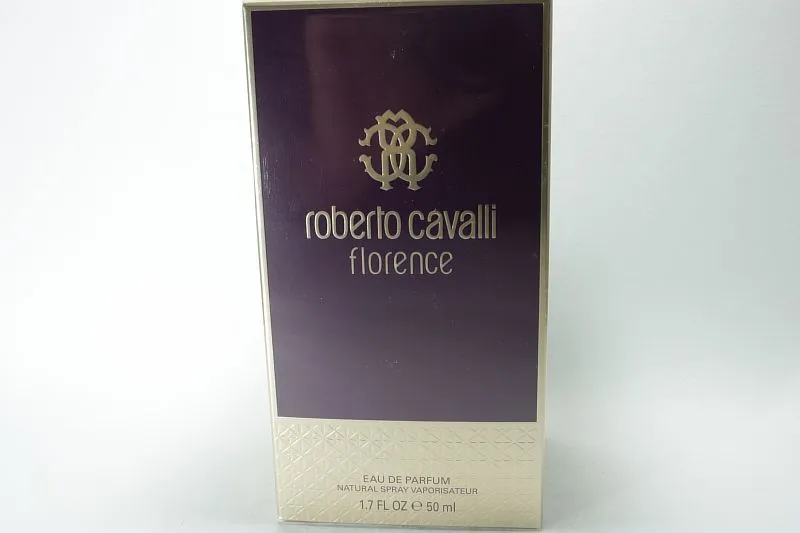 roberto cavalli
florence
EAU DE PARFUM
NATURAL SPRAY VAPORISATEUR
1.7 FL OZ ℮ 50 ml